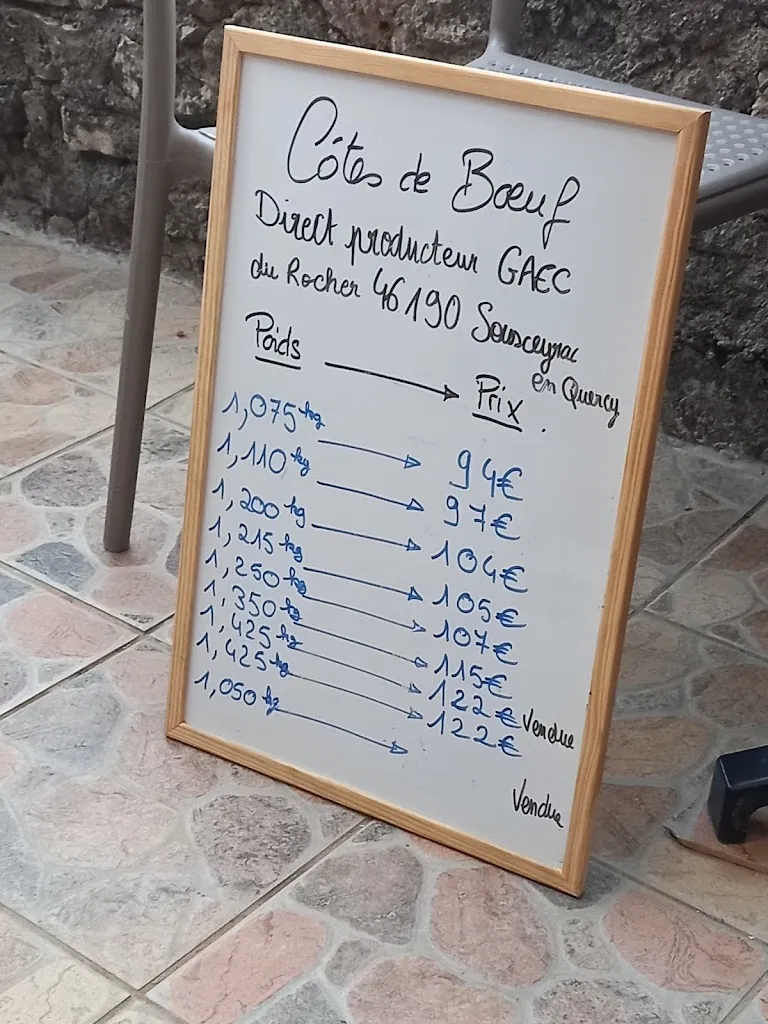 Côtes de Bœuf
Direct producteur GAEC
du Rocher 46190 Sousceyrac
en Quercy
Poids → Prix
1,075 kg → 94€
1,110 kg → 97€
1,200 kg → 104€
1,215 kg → 105€
1,250 kg → 107€
1,350 kg → 115€
1,425 kg → 122€ Vendue
1,425 kg → 122€
1,050 kg → Vendue